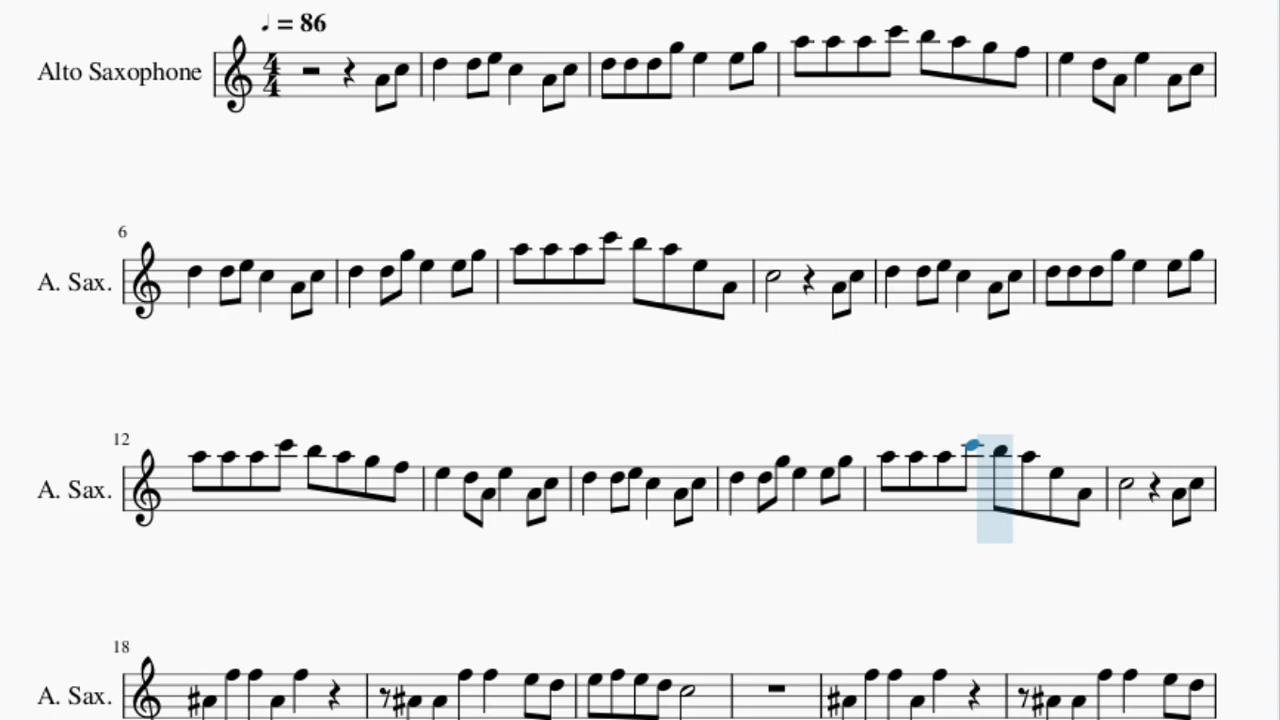 ♩ = 86
Alto Saxophone
4
4
6
A. Sax.
12
A. Sax.
18
A. Sax.